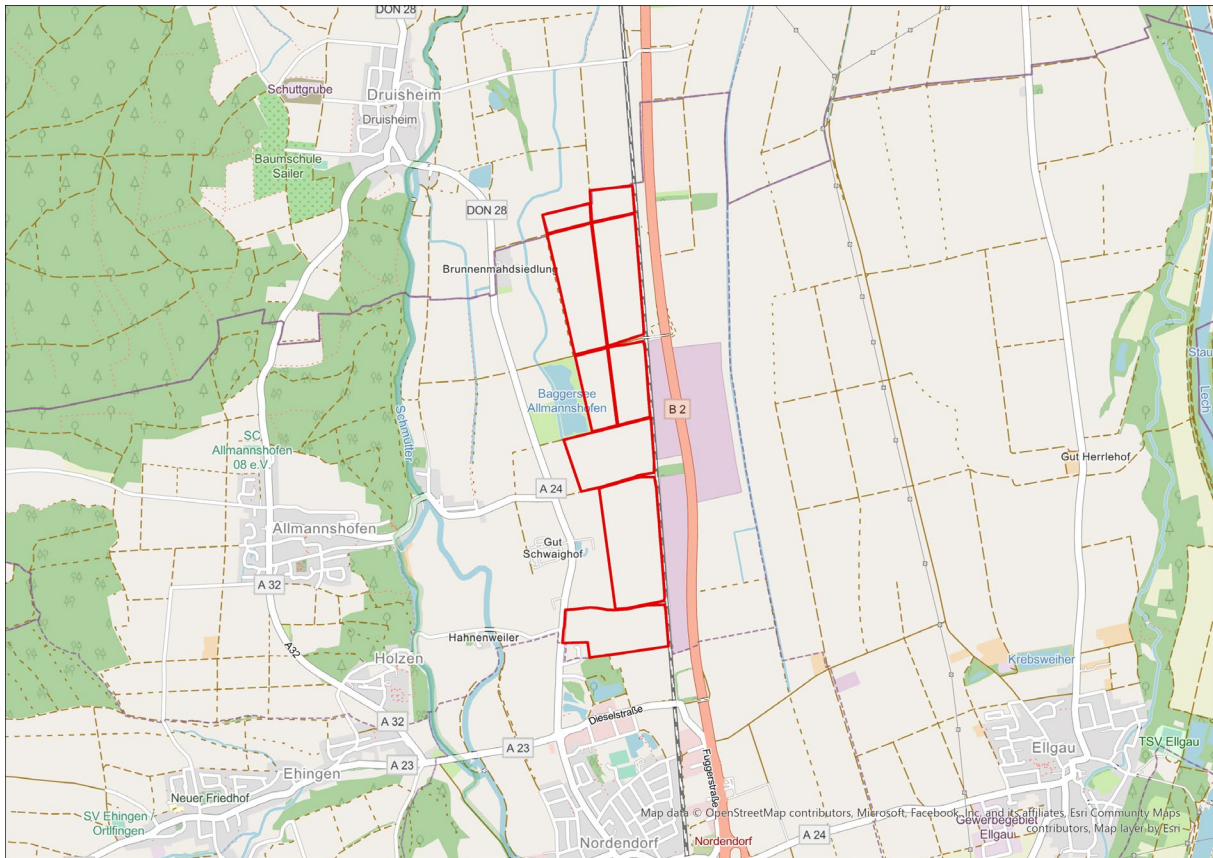 DON 28
Schuttgrube
Druisheim
Druisheim
Baumschule
Sailer
DON 28
Brunnenmahdsiedlung
Baggersee
Allmannshofen
B 2
Stau
Lech
Schmutter
SC
Allmannshofen
08 e.V.
Gut Herrlehof
A 24
Allmannshofen
Gut
Schwaighof
A 32
Hahnenweiler
A32
Holzen
Krebsweiher
A 32
Dieselstraße
A 23
Ellgau
TSV Ellgau
A 23
Ehingen
Fuggerstraße
Neuer Friedhof
SV Ehingen /
Ortlfingen
Map data © OpenStreetMap contributors, Microsoft, Facebook, Inc. and its affiliates, Esri Community Maps
contributors, Map layer by Esri
Gewerbegebiet
Ellgau
A 24
Nordendorf
Nordendorf